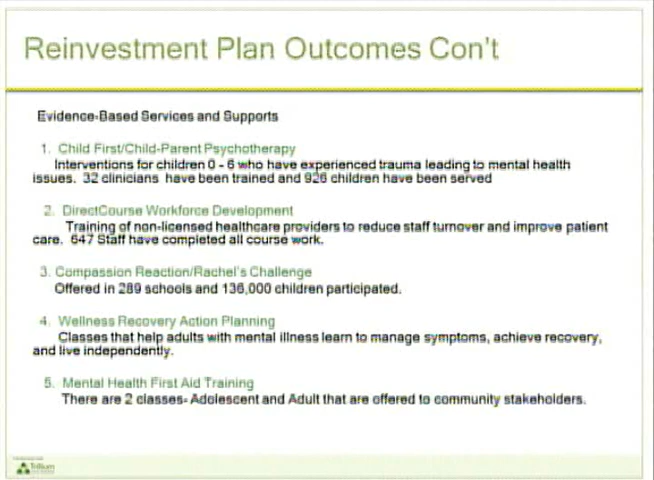 Reinvestment Plan Outcomes Con't
Evidence-Based Services and Supports
1. Child First/Child-Parent Psychotherapy
Interventions for children 0 - 6 who have experienced trauma leading to mental health
issues. 32 clinicians have been trained and 926 children have been served
2. DirectCourse Workforce Development
Training of non-licensed healthcare providers to reduce staff turnover and improve patient
care. 647 Staff have completed all course work.
3. Compassion Reaction/Rachel's Challenge
Offered in 289 schools and 136,000 children participated.
4. Wellness Recovery Action Planning
Classes that help adults with mental illness learn to manage symptoms, achieve recovery,
and live independently.
5. Mental Health First Aid Training
There are 2 classes- Adolescent and Adult that are offered to community stakeholders.
Trillium